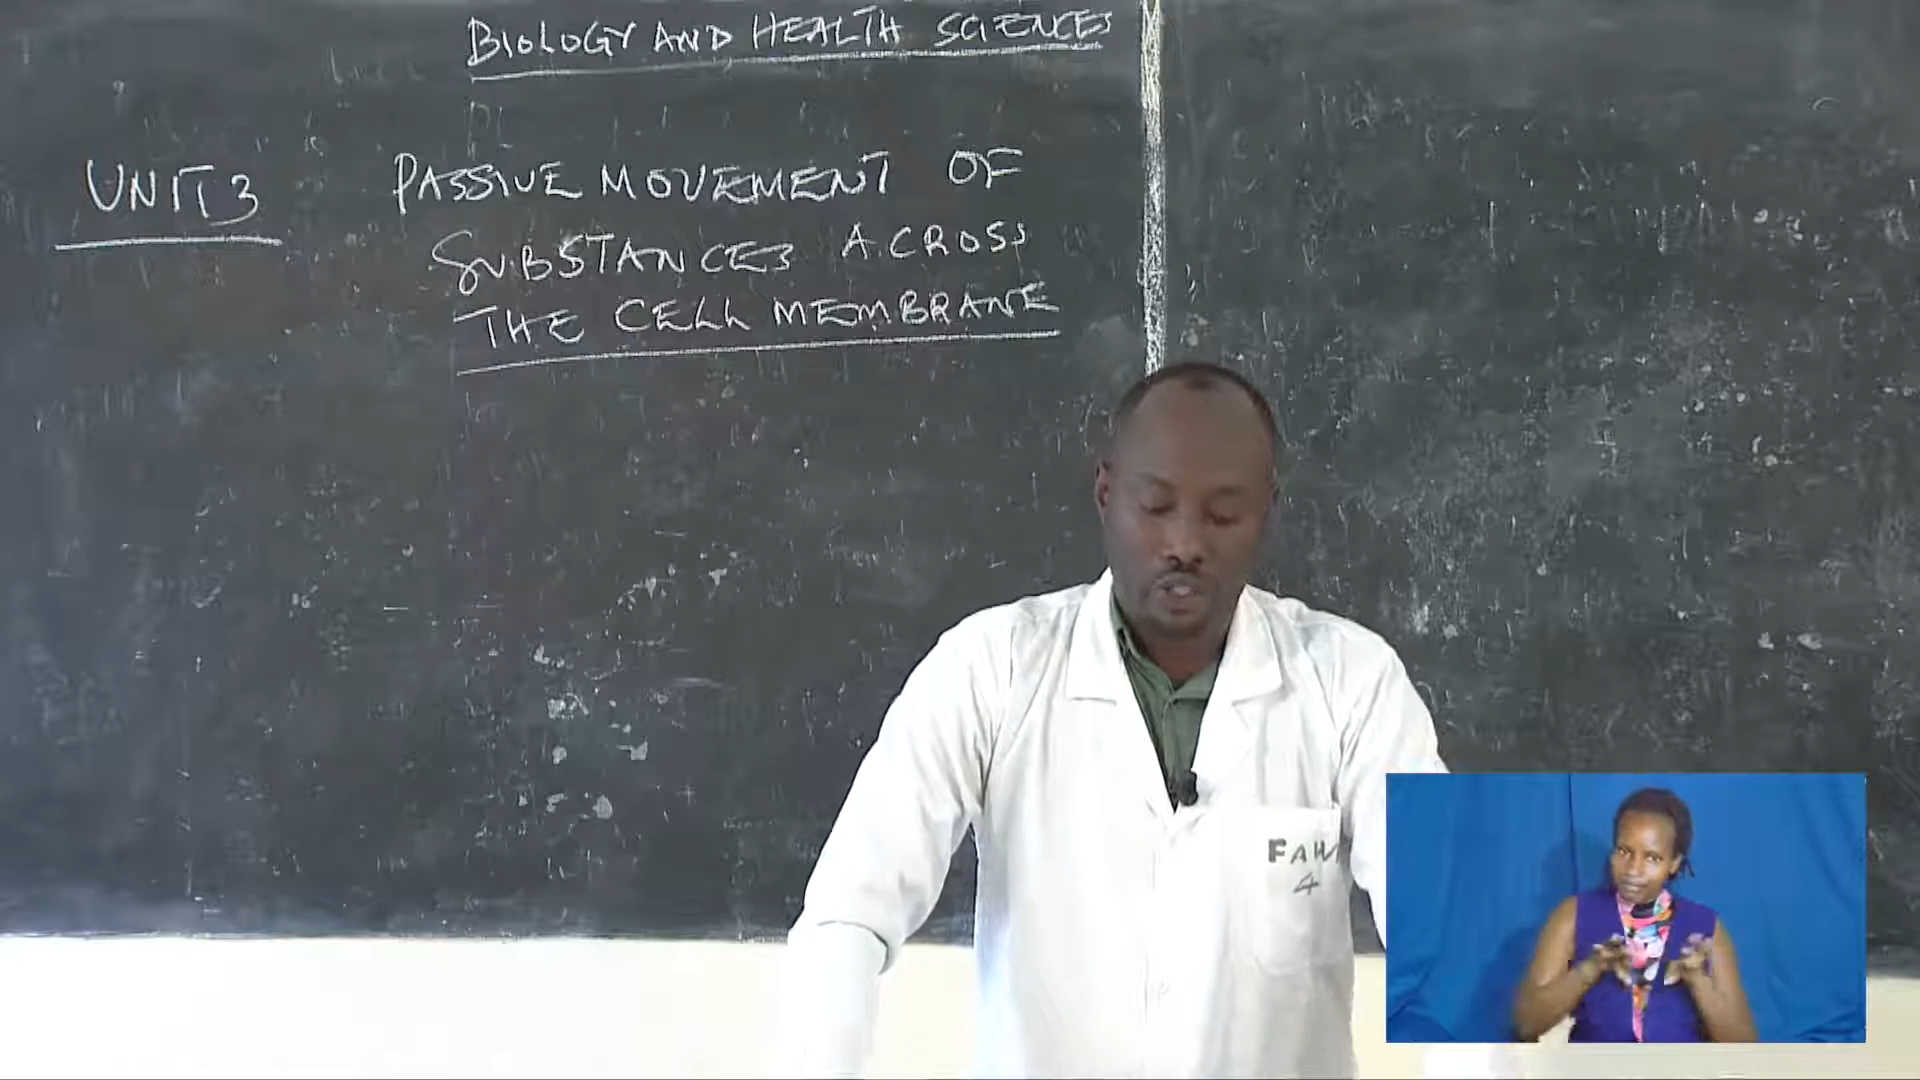 BIOLOGY AND HEALTH SCIENCES
UNIT 3
PASSIVE MOVEMENT OF
SUBSTANCES ACROSS
THE CELL MEMBRANE
FAW
4